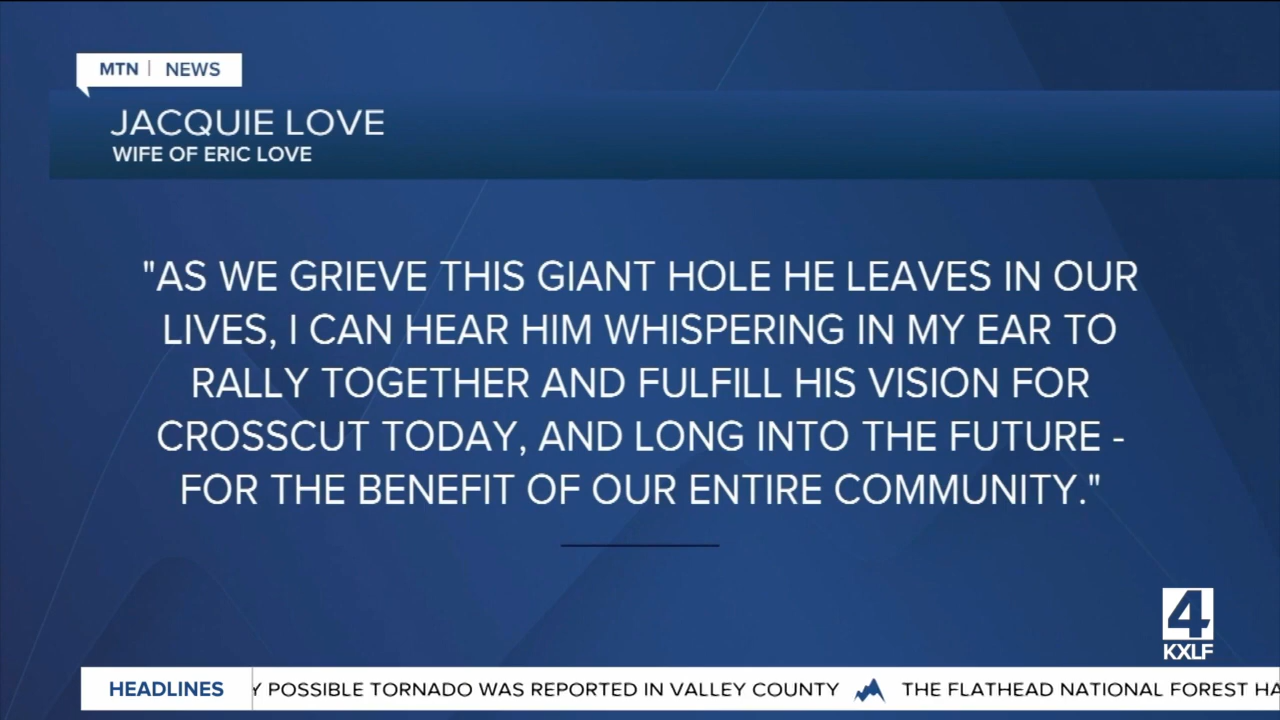 MTN | NEWS
JACQUIE LOVE
WIFE OF ERIC LOVE
"AS WE GRIEVE THIS GIANT HOLE HE LEAVES IN OUR
LIVES, I CAN HEAR HIM WHISPERING IN MY EAR TO
RALLY TOGETHER AND FULFILL HIS VISION FOR
CROSSCUT TODAY, AND LONG INTO THE FUTURE -
FOR THE BENEFIT OF OUR ENTIRE COMMUNITY."
4
KXLF
HEADLINES Y POSSIBLE TORNADO WAS REPORTED IN VALLEY COUNTY THE FLATHEAD NATIONAL FOREST HA